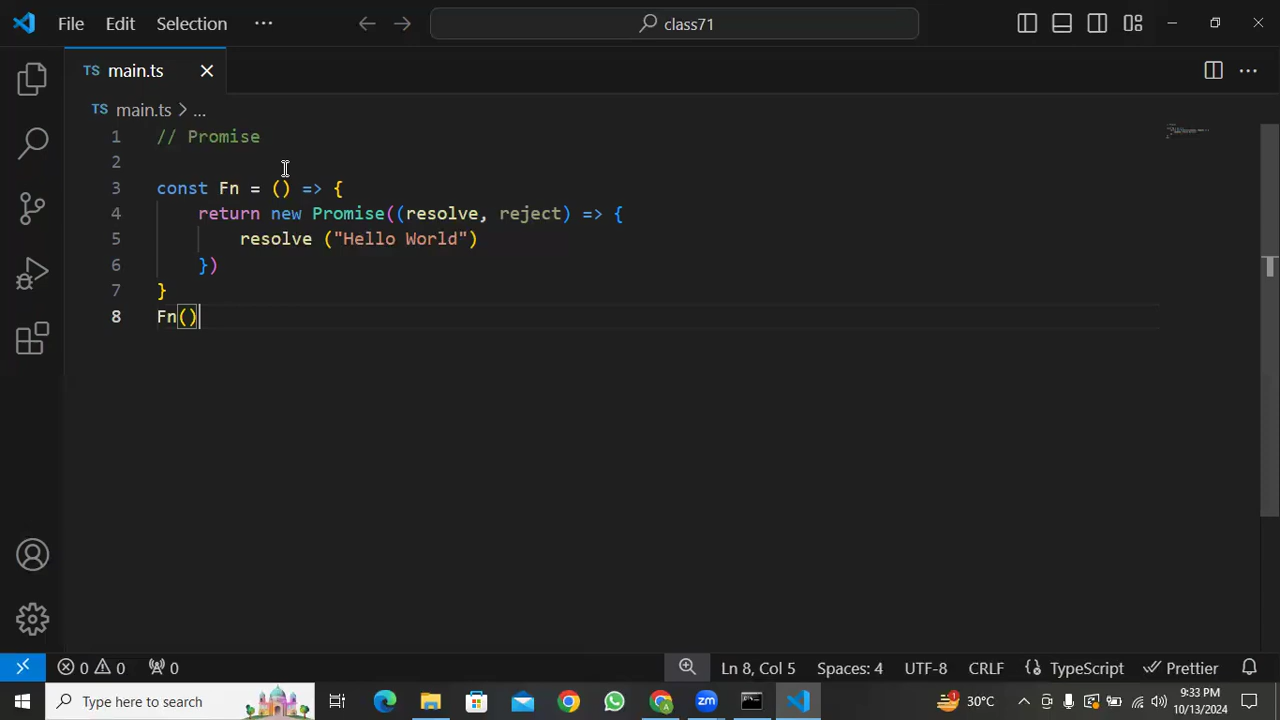 File Edit Selection ··· class71
TS main.ts
TS main.ts > ...
1 // Promise
2
3 const Fn = () => {
4     return new Promise((resolve, reject) => {
5         resolve ("Hello World")
6     })
7 }
8 Fn()
0 0 0 Ln 8, Col 5 Spaces: 4 UTF-8 CRLF TypeScript Prettier
Type here to search 1 30°C 9:33 PM
10/13/2024